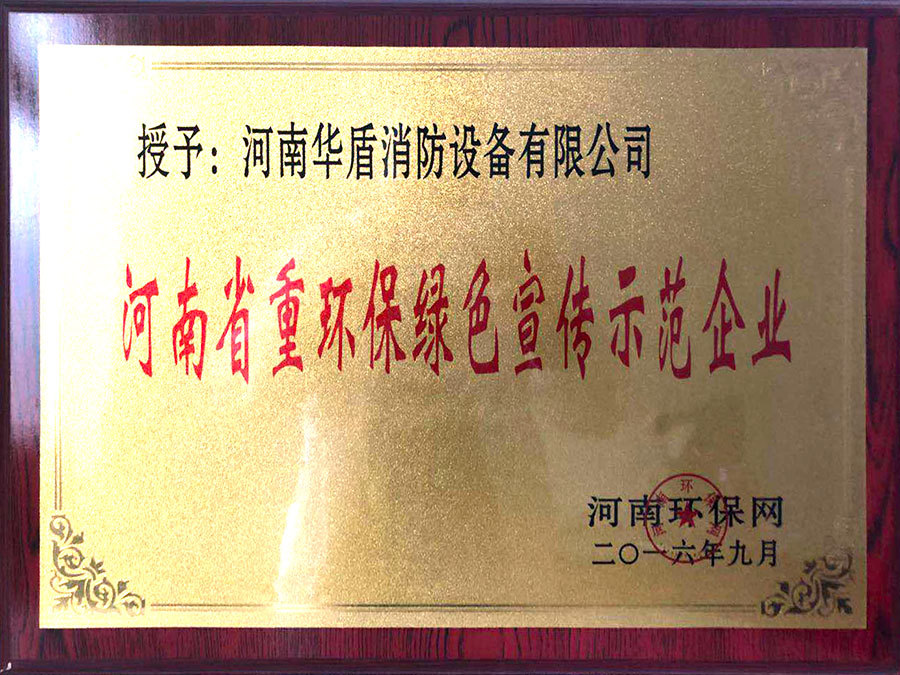 授予：河南华盾消防设备有限公司
河南省重环保绿色宣传示范企业
河南环保网
二〇一六年九月